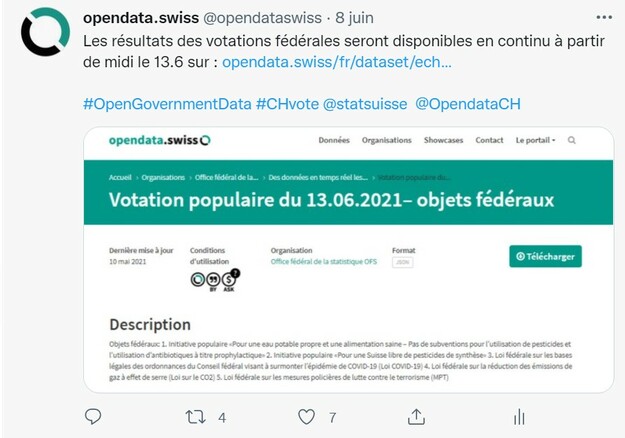 opendata.swiss @opendataswiss · 8 juin
Les résultats des votations fédérales seront disponibles en continu à partir
de midi le 13.6 sur : opendata.swiss/fr/dataset/ech...
#OpenGovernmentData #CHvote @statsuisse @OpendataCH
opendata.swiss
Données Organisations Showcases Contact Le portail
Accueil › Organisations › Office fédéral de la... › Des données en temps réel les... › Votation populaire du...
Votation populaire du 13.06.2021– objets fédéraux
Dernière mise à jour Conditions d'utilisation Organisation Format
10 mai 2021 Office fédéral de la statistique OFS JSON
Télécharger
BY ASK
Description
Objets fédéraux: 1. Initiative populaire «Pour une eau potable propre et une alimentation saine – Pas de subventions pour l'utilisation de pesticides et
l'utilisation d'antibiotiques à titre prophylactique» 2. Initiative populaire «Pour une Suisse libre de pesticides de synthèse» 3. Loi fédérale sur les bases
légales des ordonnances du Conseil fédéral visant à surmonter l'épidémie de COVID-19 (Loi COVID-19) 4. Loi fédérale sur la réduction des émissions de
gaz à effet de serre (Loi sur le CO2) 5. Loi fédérale sur les mesures policières de lutte contre le terrorisme (MPT)
4 7